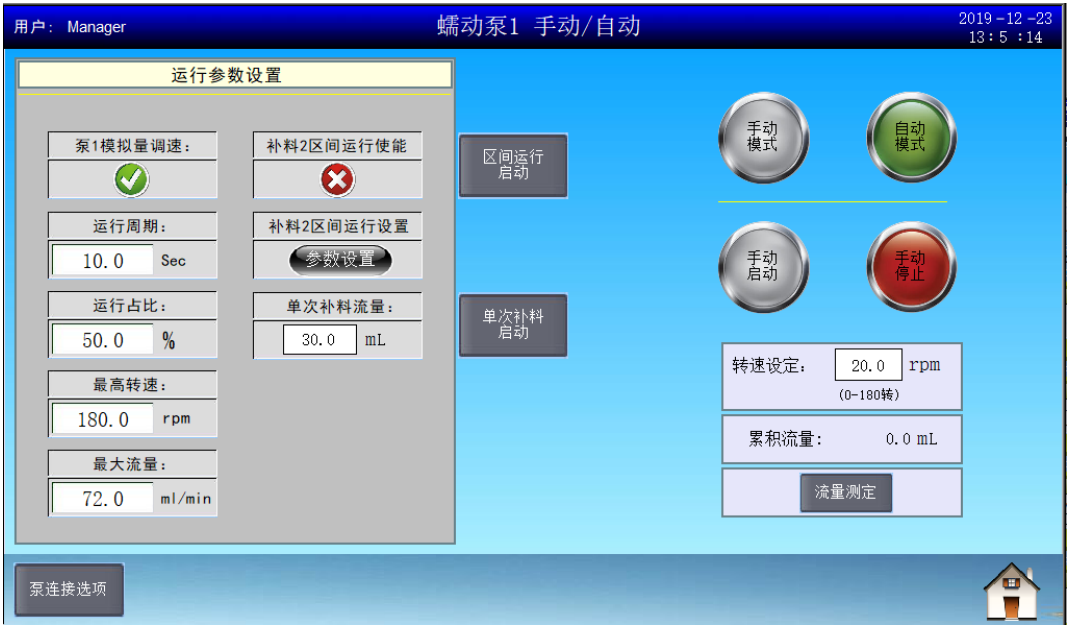 用户: Manager
蠕动泵1 手动/自动
2019-12-23
13:5 :14
运行参数设置
泵1模拟量调速:
运行周期:
10.0 Sec
运行占比:
50.0 %
最高转速:
180.0 rpm
最大流量:
72.0 ml/min
补料2区间运行使能
补料2区间运行设置
参数设置
单次补料流量:
30.0 mL
区间运行
启动
单次补料
启动
手动
模式
自动
模式
手动
启动
手动
停止
转速设定: 20.0 rpm
(0-180转)
累积流量: 0.0 mL
流量测定
泵连接选项